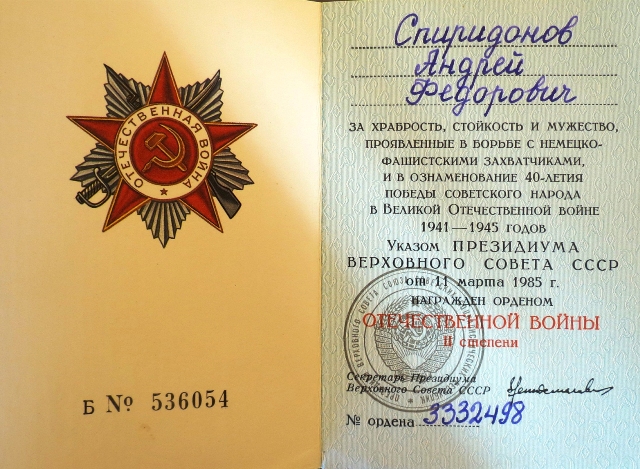 ОТЕЧЕСТВЕННАЯ ВОЙНА
Б № 536054
Спиридонов
Андрей
Федорович
ЗА ХРАБРОСТЬ, СТОЙКОСТЬ И МУЖЕСТВО,
ПРОЯВЛЕННЫЕ В БОРЬБЕ С НЕМЕЦКО-
ФАШИСТСКИМИ ЗАХВАТЧИКАМИ,
И В ОЗНАМЕНОВАНИЕ 40-ЛЕТИЯ
ПОБЕДЫ СОВЕТСКОГО НАРОДА
В ВЕЛИКОЙ ОТЕЧЕСТВЕННОЙ ВОЙНЕ
1941—1945 ГОДОВ
УКАЗОМ ПРЕЗИДИУМА
ВЕРХОВНОГО СОВЕТА СССР
от 11 марта 1985 г.
НАГРАЖДЕН ОРДЕНОМ
ОТЕЧЕСТВЕННОЙ ВОЙНЫ
II степени
Секретарь Президиума
Верховного Совета СССР
№ ордена 3332498